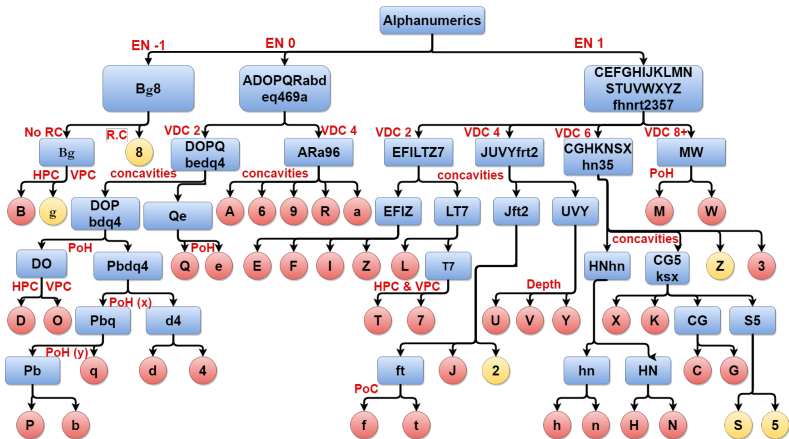 Alphanumerics
EN -1
EN 0
EN 1
Bg8
ADOPQRabd
eq469a
CEFGHIJKLMN
STUVWXYZ
fhnrt2357
No RC
R.C
VDC 2
VDC 4
VDC 2
VDC 4
VDC 6
VDC 8+
Bg
8
DOPQ
bedq4
ARa96
EFILTZ7
JUVYfrt2
CGHKNSX
hn35
MW
HPC
VPC
concavities
concavities
concavities
PoH
B
g
DOP
bdq4
Qe
A
6
9
R
a
EFIZ
LT7
Jft2
UVY
M
W
PoH
PoH
concavities
DO
Pbdq4
Q
e
E
F
I
Z
L
T7
HNhn
CG5
ksx
Z
3
HPC
VPC
HPC & VPC
Depth
D
O
PoH (x)
Pbq
d4
T
7
U
V
Y
X
K
CG
S5
PoH (y)
Pb
q
d
4
ft
J
2
hn
HN
C
G
PoC
P
b
f
t
h
n
H
N
S
5